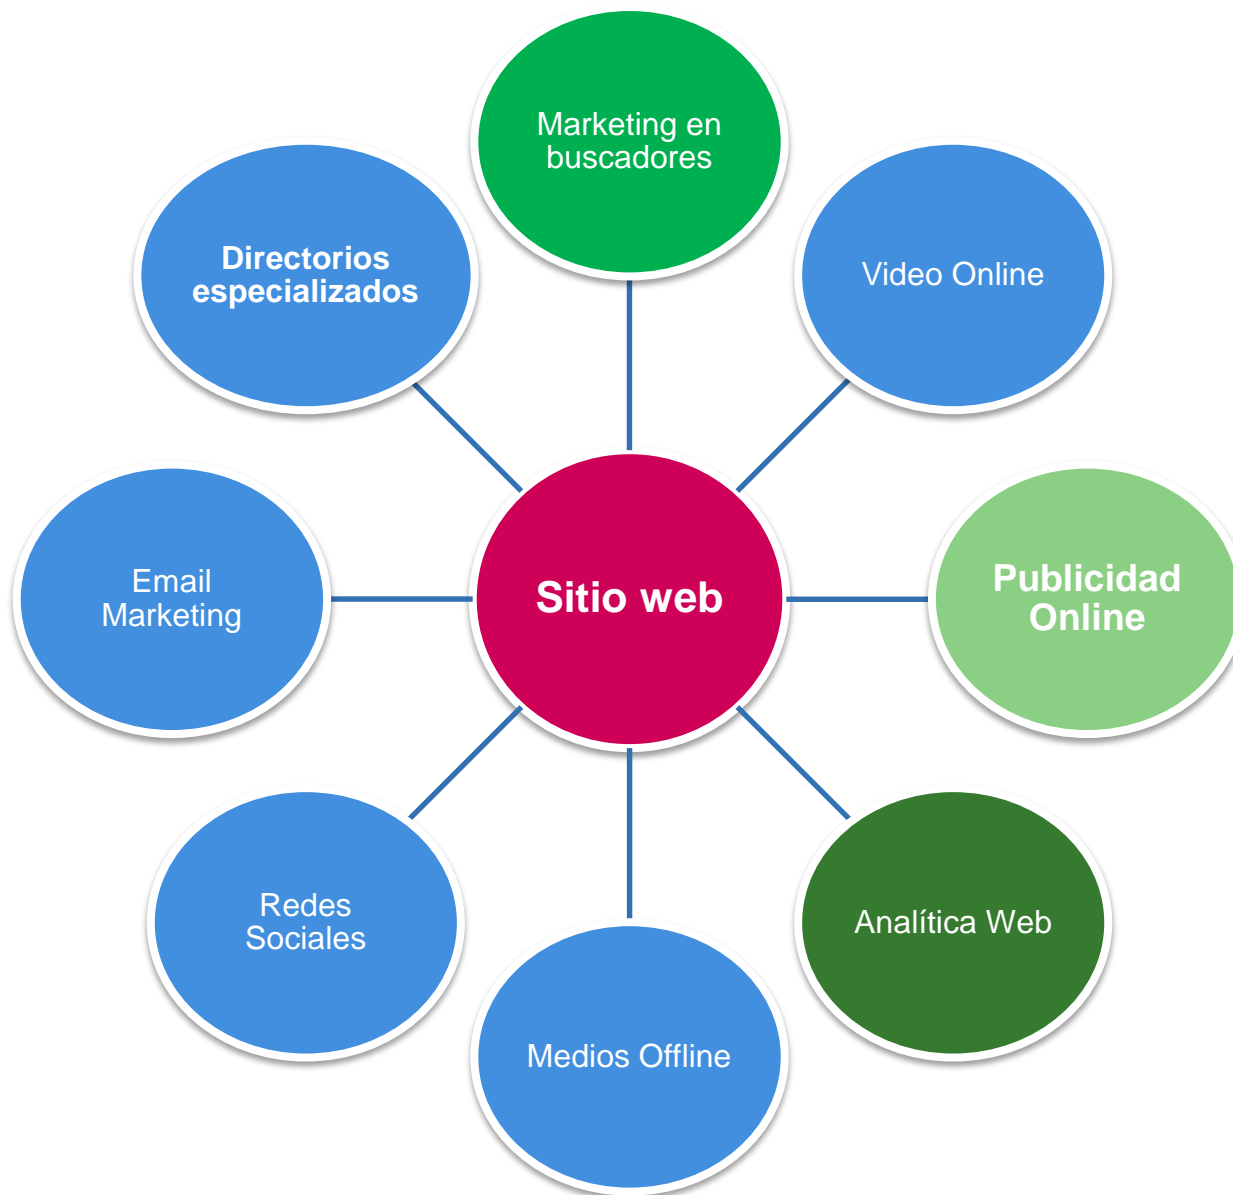 Marketing en
buscadores
Directorios
especializados
Video Online
Email
Marketing
Sitio web
Publicidad
Online
Redes
Sociales
Analítica Web
Medios Offline